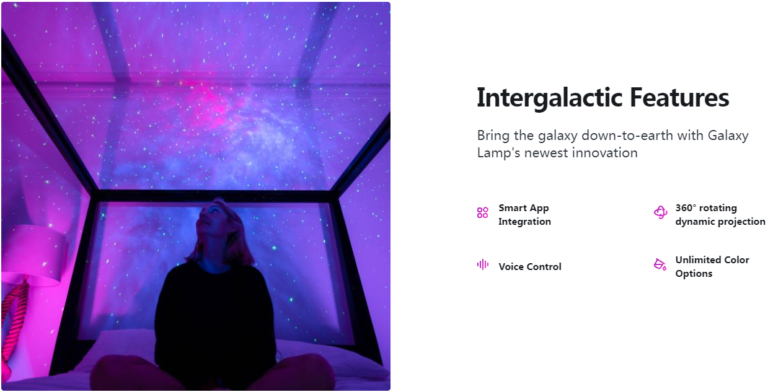 Intergalactic Features
Bring the galaxy down-to-earth with Galaxy
Lamp's newest innovation
Smart App
Integration
360° rotating
dynamic projection
Voice Control
Unlimited Color
Options